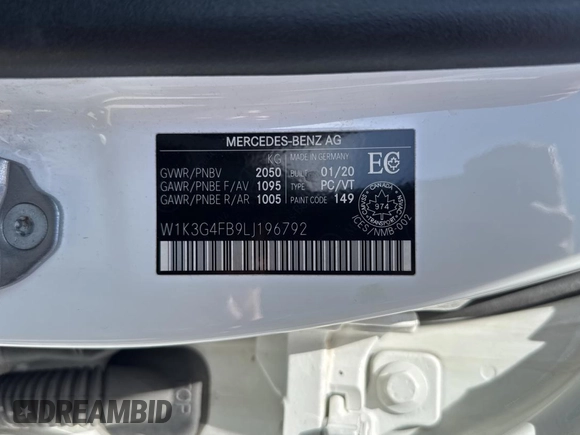 MERCEDES-BENZ AG
KG MADE IN GERMANY
GVWR/PNBV 2050 BUILT 01/20
GAWR/PNBE F/AV 1095 TYPE PC/VT
GAWR/PNBE R/AR 1005 PAINT CODE 149
EC
CANADA
974
TRANSPORT
ICES/NMB-002
W1K3G4FB9LJ196792
DREAMBID